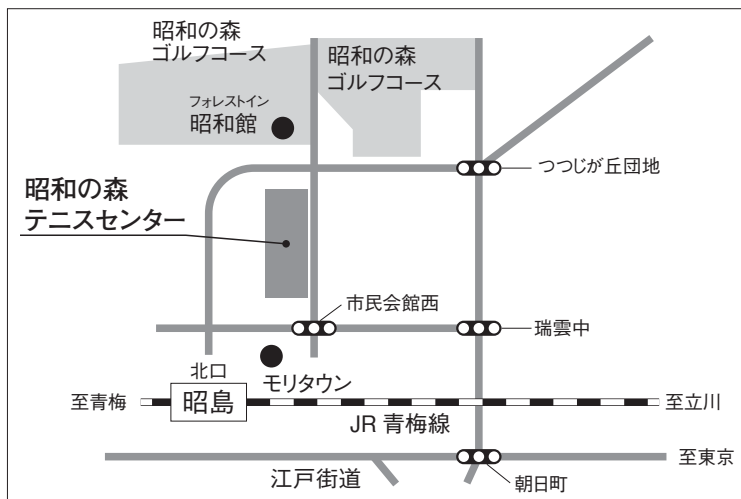 昭和の森
ゴルフコース
昭和の森
ゴルフコース
フォレストイン
昭和館
つつじが丘団地
昭和の森
テニスセンター
市民会館西
瑞雲中
北口
モリタウン
至青梅
昭島
至立川
JR 青梅線
至東京
江戸街道
朝日町